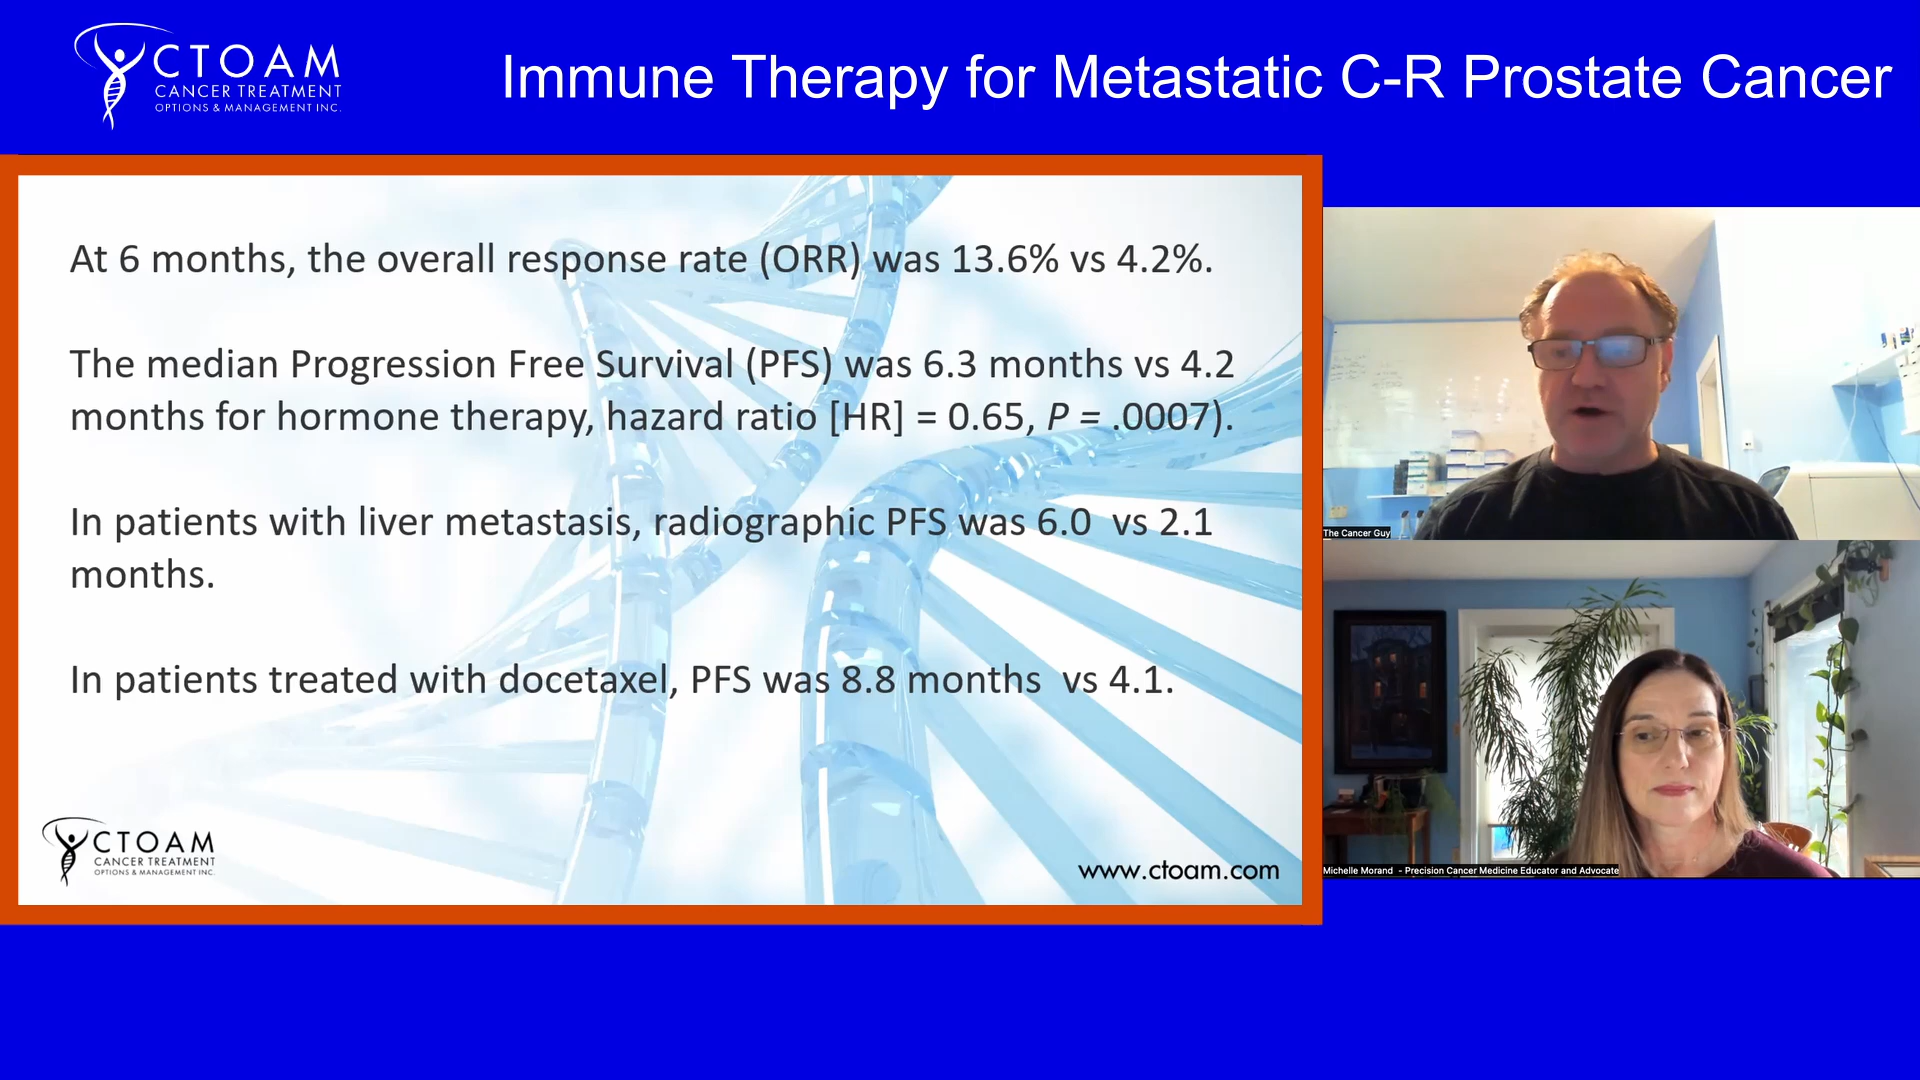 CTOAM
CANCER TREATMENT
OPTIONS & MANAGEMENT INC.
Immune Therapy for Metastatic C-R Prostate Cancer
At 6 months, the overall response rate (ORR) was 13.6% vs 4.2%.
The median Progression Free Survival (PFS) was 6.3 months vs 4.2
months for hormone therapy, hazard ratio [HR] = 0.65, P = .0007).
In patients with liver metastasis, radiographic PFS was 6.0 vs 2.1
months.
In patients treated with docetaxel, PFS was 8.8 months vs 4.1.
CTOAM
CANCER TREATMENT
OPTIONS & MANAGEMENT INC.
www.ctoam.com
The Cancer Guy
Michelle Morand - Precision Cancer Medicine Educator and Advocate